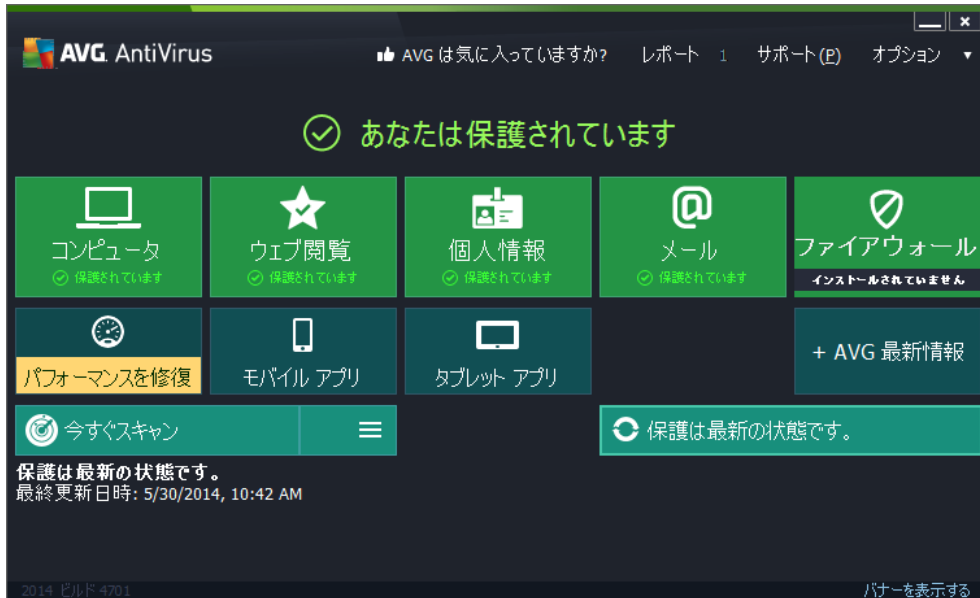 AVG AntiVirus
AVG は気に入っていますか?
レポート 1
サポート(P)
オプション
あなたは保護されています
コンピュータ
保護されています
ウェブ閲覧
保護されています
個人情報
保護されています
メール
保護されています
ファイアウォール
インストールされていません
パフォーマンスを修復
モバイル アプリ
タブレット アプリ
+ AVG 最新情報
今すぐスキャン
保護は最新の状態です。
保護は最新の状態です。
最終更新日時: 5/30/2014, 10:42 AM
2014 ビルド 4701
バナーを表示する